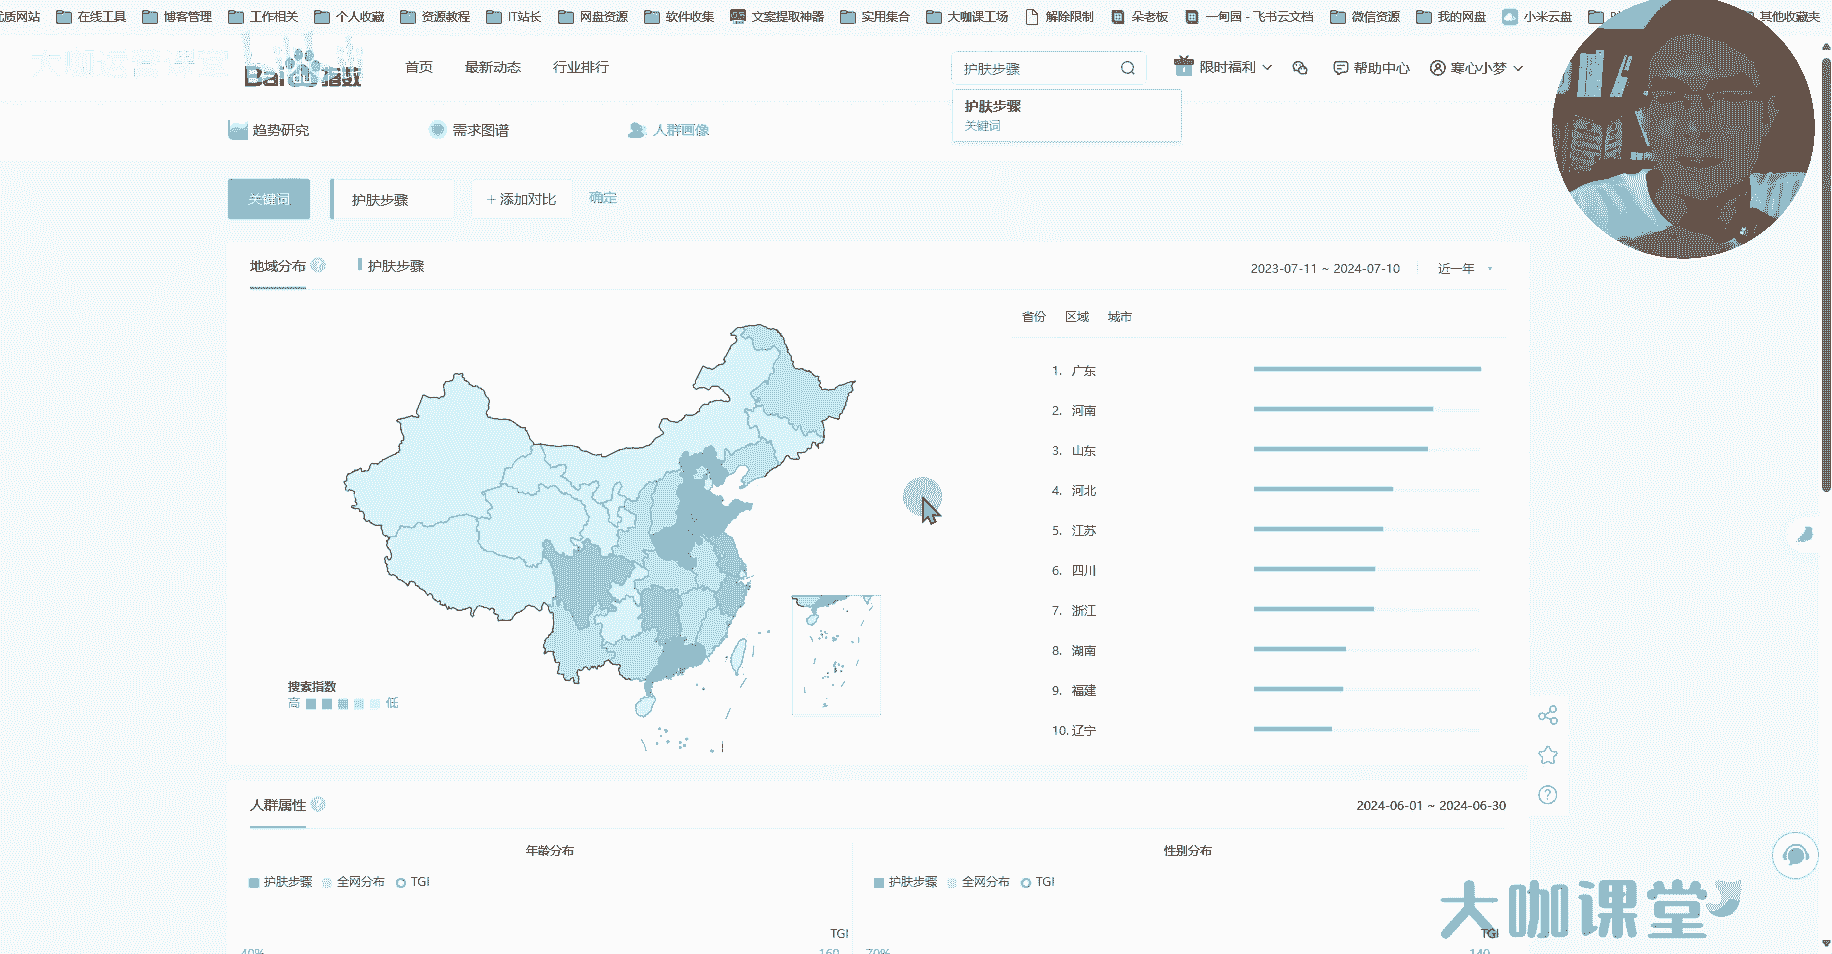 优质网站 在线工具 博客管理 工作相关 个人收藏 资源教程 IT站长 网盘资源 软件收集 文案提取神器 实用集合 大咖课工场 解除限制 朵老板 一甸园 - 飞书云文档 微信资源 我的网盘 小米云盘 其他收藏夹
大咖运营课堂
Baidu指数 首页 最新动态 行业排行 护肤步骤 限时福利 帮助中心 寒心小梦
护肤步骤
关键词
趋势研究 需求图谱 人群画像
关键词 护肤步骤 + 添加对比 确定
地域分布 护肤步骤 2023-07-11 ~ 2024-07-10 近一年
省份 区域 城市
1. 广东
2. 河南
3. 山东
4. 河北
5. 江苏
6. 四川
7. 浙江
8. 湖南
9. 福建
10. 辽宁
搜索指数
高 低
人群属性 2024-06-01 ~ 2024-06-30
年龄分布 性别分布
护肤步骤 全网分布 TGI 护肤步骤 全网分布 TGI
大咖课堂
TGI TGI
40% 160 70% 140